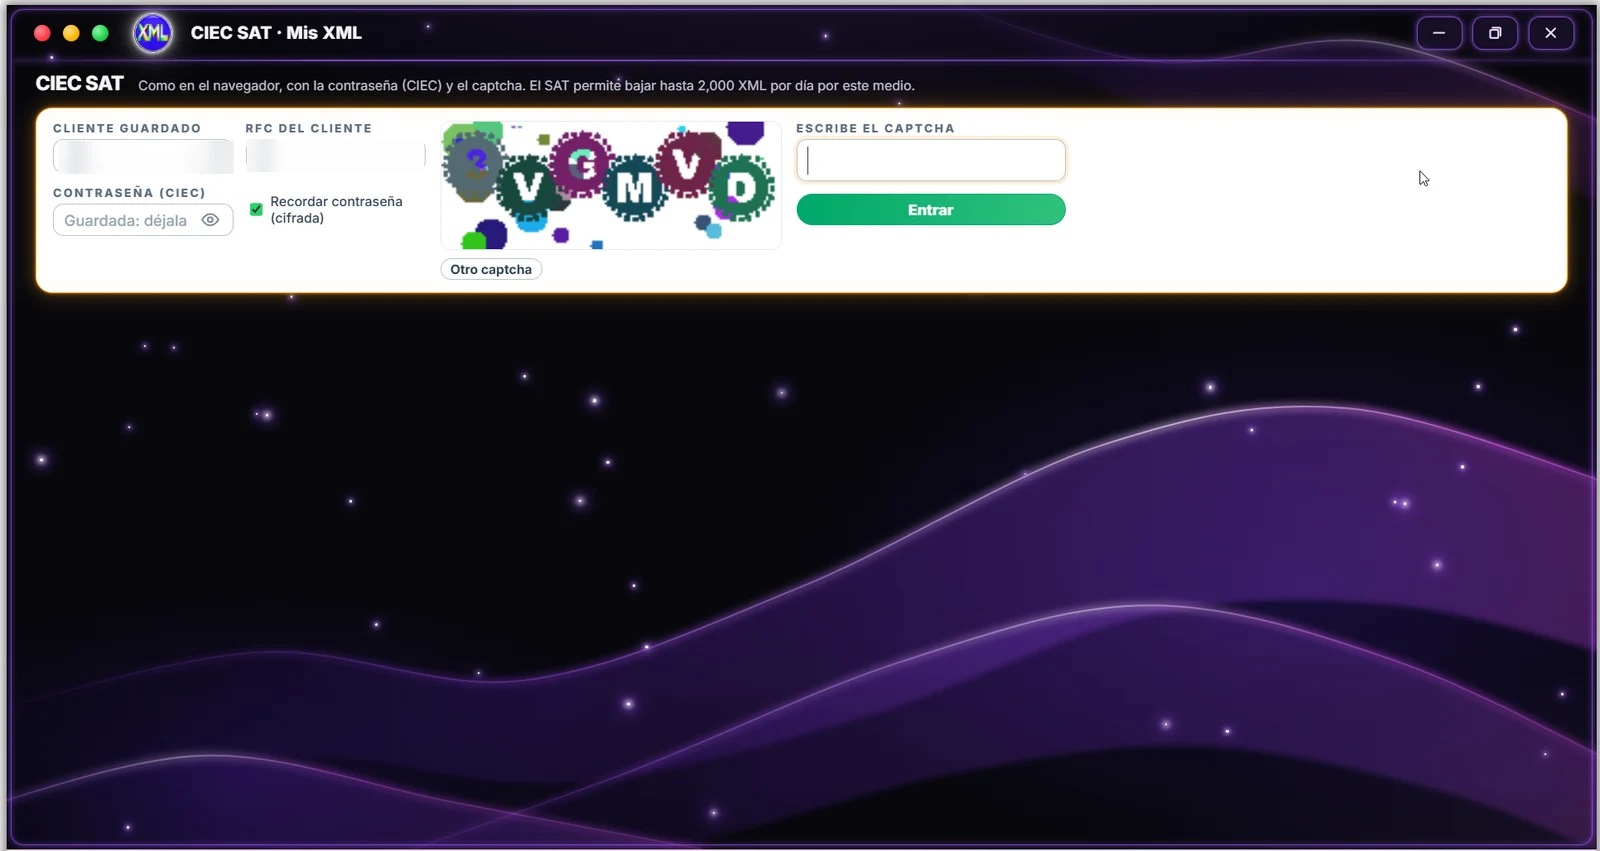 XML CIEC SAT · Mis XML
CIEC SAT Como en el navegador, con la contraseña (CIEC) y el captcha. El SAT permite bajar hasta 2,000 XML por día por este medio.
CLIENTE GUARDADO
RFC DEL CLIENTE
CONTRASEÑA (CIEC)
Guardada: déjala
Recordar contraseña
(cifrada)
Otro captcha
ESCRIBE EL CAPTCHA
Entrar